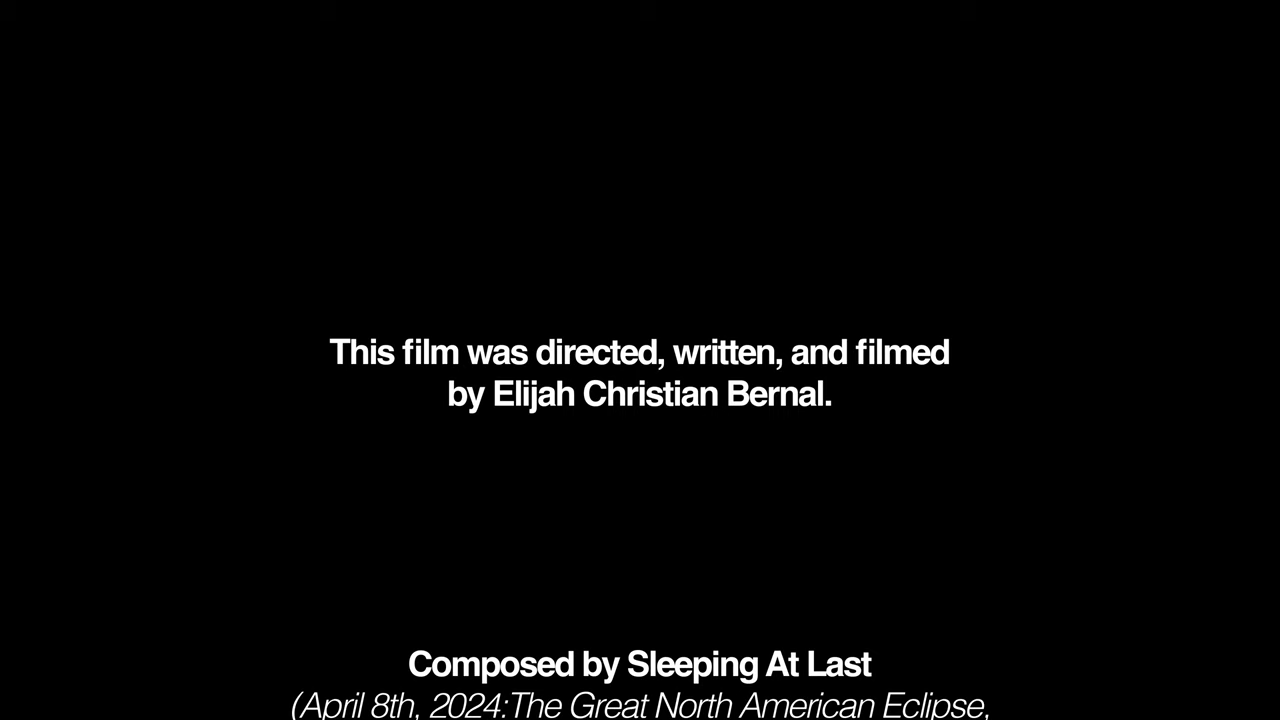 This film was directed, written, and filmed
by Elijah Christian Bernal.
Composed by Sleeping At Last
(April 8th, 2024:The Great North American Eclipse,